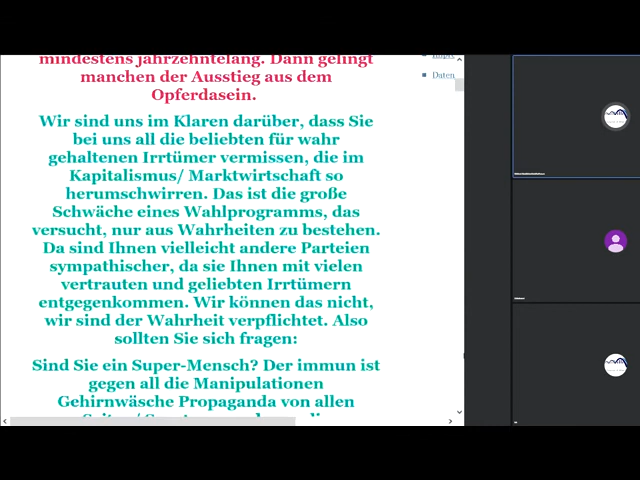 mindestens jahrzehntelang. Dann gelingt
manchen der Ausstieg aus dem
Opferdasein.
Wir sind uns im Klaren darüber, dass Sie
bei uns all die beliebten für wahr
gehaltenen Irrtümer vermissen, die im
Kapitalismus/ Marktwirtschaft so
herumschwirren. Das ist die große
Schwäche eines Wahlprogramms, das
versucht, nur aus Wahrheiten zu bestehen.
Da sind Ihnen vielleicht andere Parteien
sympathischer, da sie Ihnen mit vielen
vertrauten und geliebten Irrtümern
entgegenkommen. Wir können das nicht,
wir sind der Wahrheit verpflichtet. Also
sollten Sie sich fragen:
Sind Sie ein Super-Mensch? Der immun ist
gegen all die Manipulationen
Gehirnwäsche Propaganda von allen
Daten